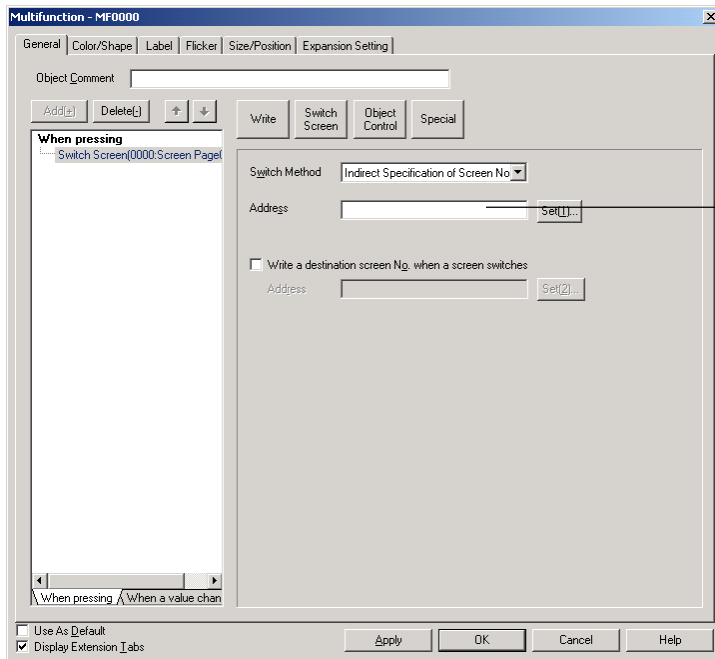 Multifunction - MF0000
General Color/Shape Label Flicker Size/Position Expansion Setting
Object Comment
Add(+) Delete(-)
Write Switch Screen Object Control Special
When pressing
Switch Screen(0000:Screen Page(
Switch Method Indirect Specification of Screen No
Address Set(1)...
Write a destination screen No. when a screen switches
Address Set(2)...
When pressing When a value chan
Use As Default
Display Extension Tabs
Apply OK Cancel Help